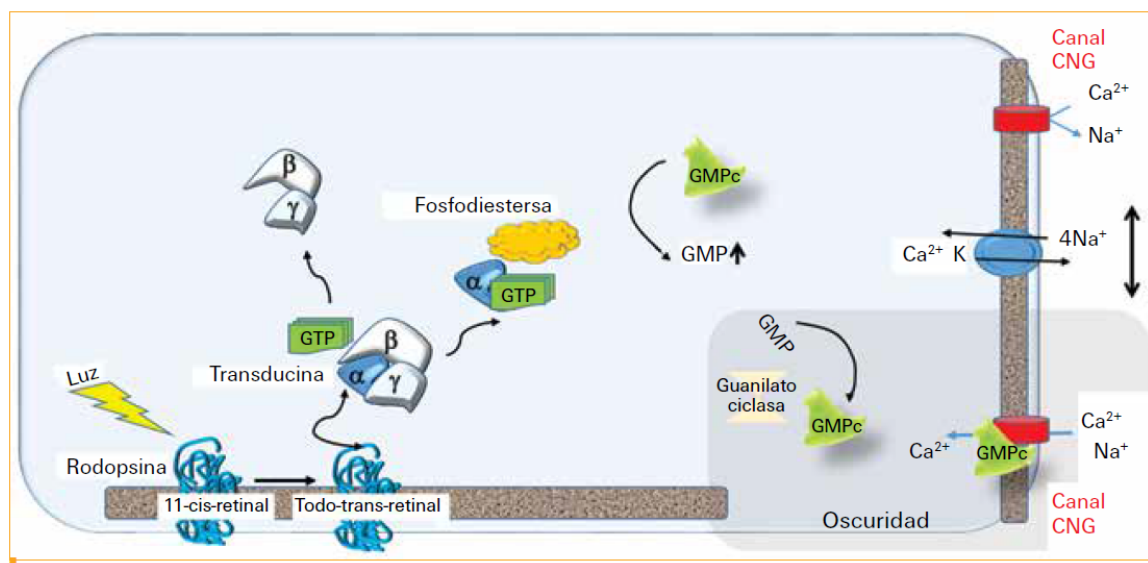 Canal
CNG
Ca²⁺
Na⁺
β
γ
Fosfodiestersa
GMPc
GMP
4Na⁺
Ca²⁺ K
α
GTP
GTP
β
Transducina
α
γ
Luz
GMP
Guanilato
ciclasa
GMPc
Ca²⁺
GMPc
Ca²⁺
Na⁺
Rodopsina
11-cis-retinal
Todo-trans-retinal
Oscuridad
Canal
CNG